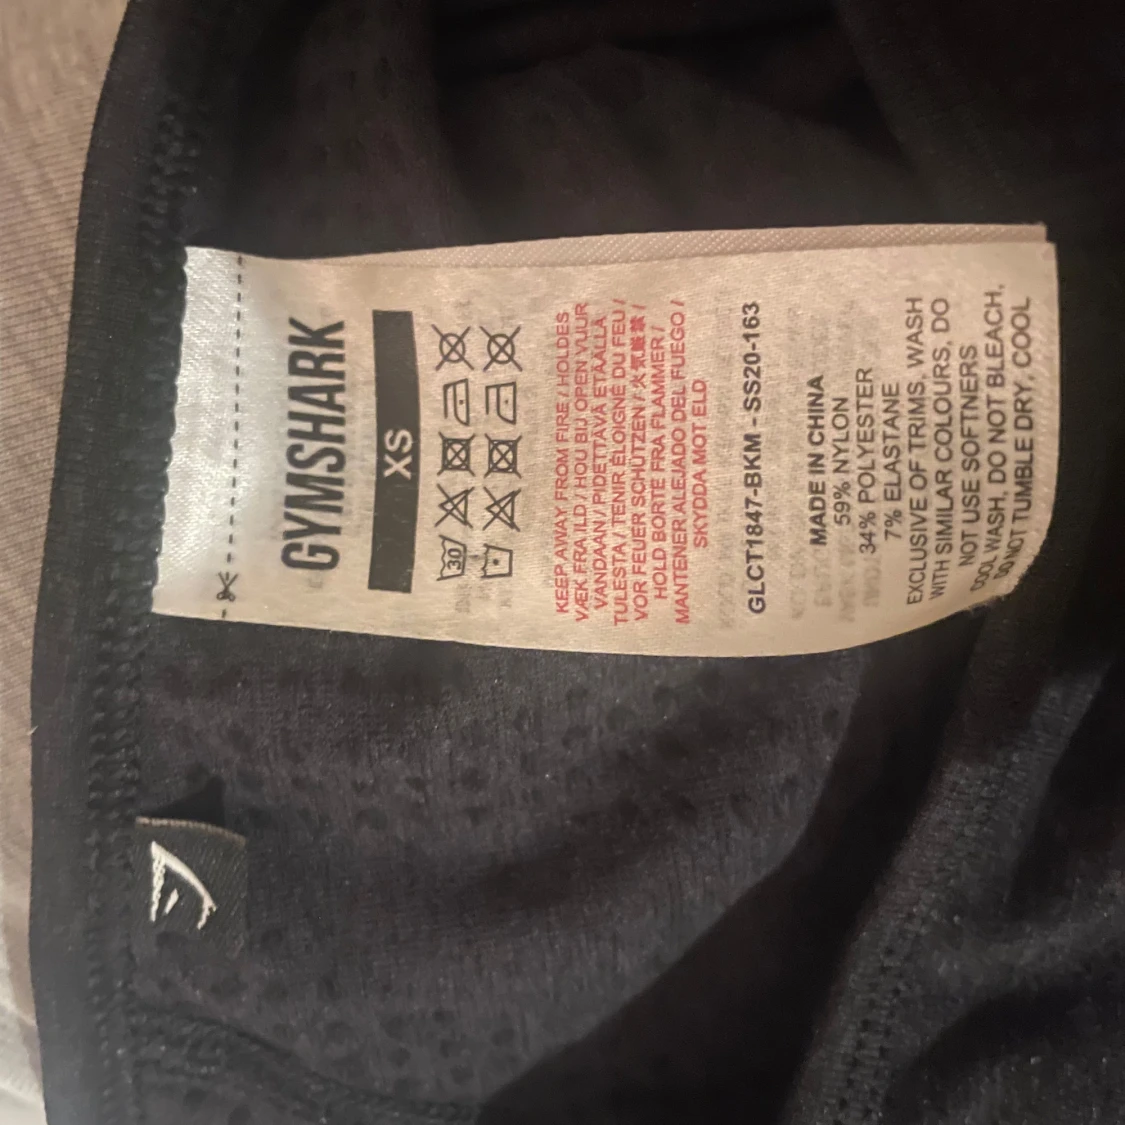 GYMSHARK
XS
30
KEEP AWAY FROM FIRE / HOLDES
VÆK FRA ILD / HOU BIJ OPEN VUUR
VANDAAN / PIDETTÄVÄ ETÄÄLLÄ
TULESTA / TENIR ÉLOIGNÉ DU FEU /
VOR FEUER SCHÜTZEN / 火気厳禁 /
HOLD BORTE FRA FLAMMER /
MANTENER ALEJADO DEL FUEGO /
SKYDDA MOT ELD
GLCT1847-BKM - SS20-163
MADE IN CHINA
59% NYLON
34% POLYESTER
7% ELASTANE
EXCLUSIVE OF TRIMS, WASH
WITH SIMILAR COLOURS, DO
NOT USE SOFTNERS
COOL WASH, DO NOT BLEACH,
DO NOT TUMBLE DRY, COOL